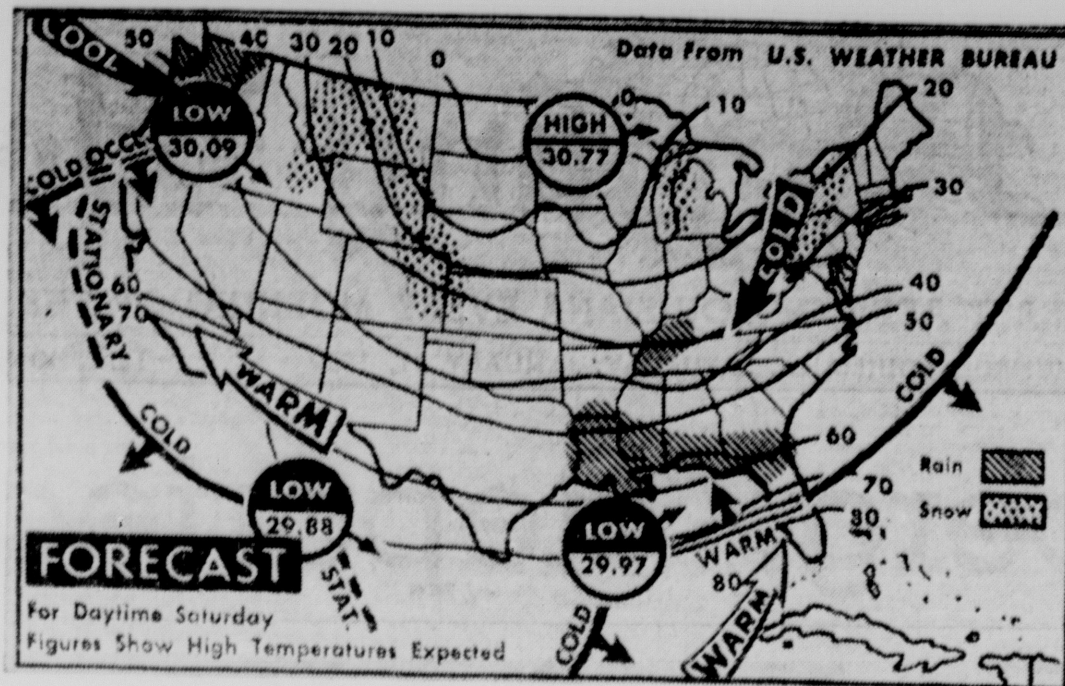 COOL
50
40
30
20
10
0
Data From U.S. WEATHER BUREAU
0
10
20
LOW
30.09
HIGH
30.77
COLD OCCL
STATIONARY
30
COLD
60
70
40
50
WARM
COLD
COLD
60
Rain
70
Snow
LOW
29.88
LOW
29.97
80
WARM
80
FORECAST
STAT.
WARM
COLD
For Daytime Saturday
Figures Show High Temperatures Expected